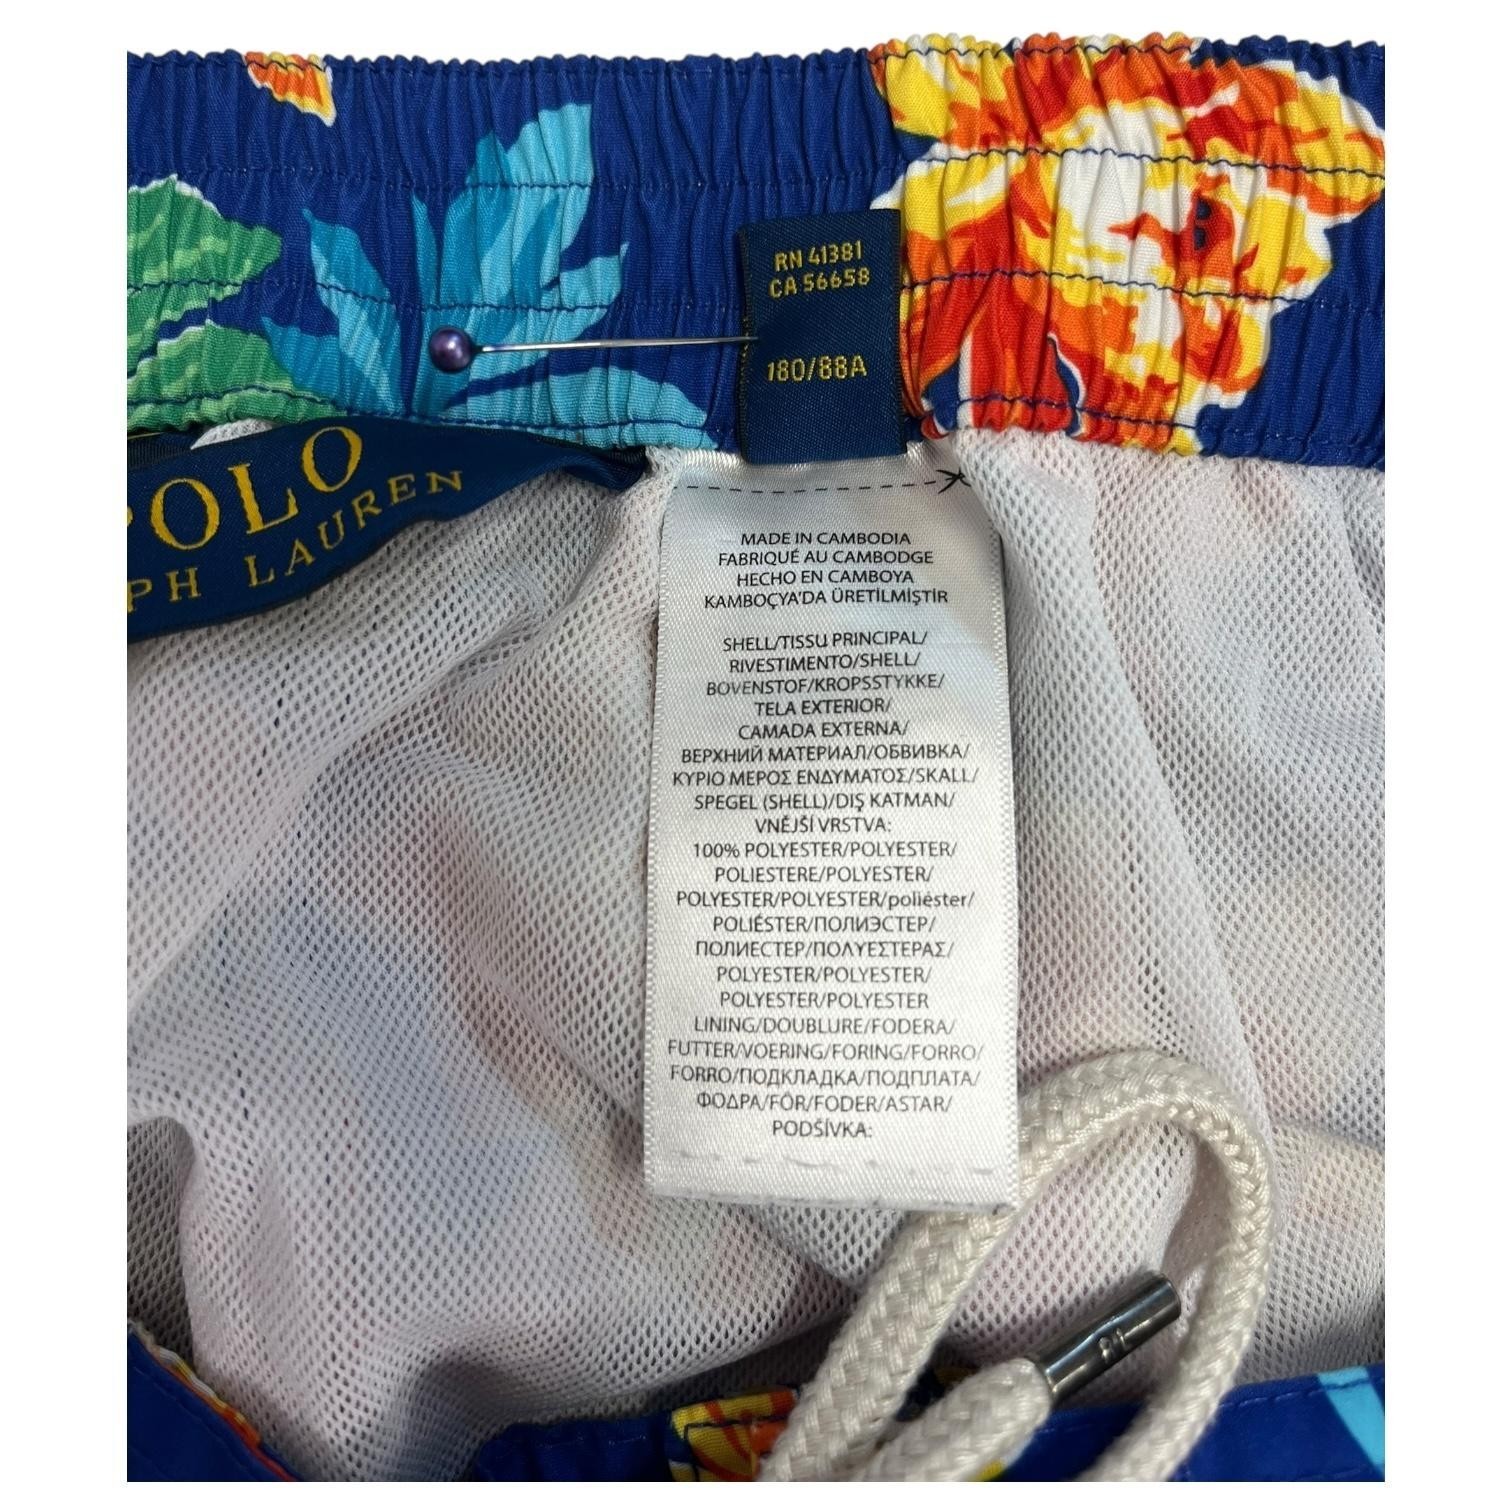 RN 41381
CA 56658
180/88A
POLO
PH LAUREN
MADE IN CAMBODIA
FABRIQUÉ AU CAMBODGE
HECHO EN CAMBOYA
KAMBOÇYA'DA ÜRETİLMİŞTİR
SHELL/TISSU PRINCIPAL/
RIVESTIMENTO/SHELL/
BOVENSTOF/KROPSSTYKKE/
TELA EXTERIOR/
CAMADA EXTERNA/
ВЕРХНИЙ МАТЕРИАЛ/ОБВИВКА/
ΚΥΡΙΟ ΜΕΡΟΣ ΕΝΔΥΜΑΤΟΣ/SKALL/
SPEGEL (SHELL)/DIŞ KATMAN/
VNĚJŠÍ VRSTVA:
100% POLYESTER/POLYESTER/
POLIESTERE/POLYESTER/
POLYESTER/POLYESTER/poliéster/
POLIÉSTER/ПОЛИЭСТЕР/
ПОЛИЕСТЕР/ΠΟΛΥΕΣΤΕΡΑΣ/
POLYESTER/POLYESTER/
POLYESTER/POLYESTER
LINING/DOUBLURE/FODERA/
FUTTER/VOERING/FORING/FORRO/
FORRO/ПОДКЛАДКА/ПОДПЛАТА/
ΦΟΔΡΑ/FÓR/FODER/ASTAR/
PODŠÍVKA: